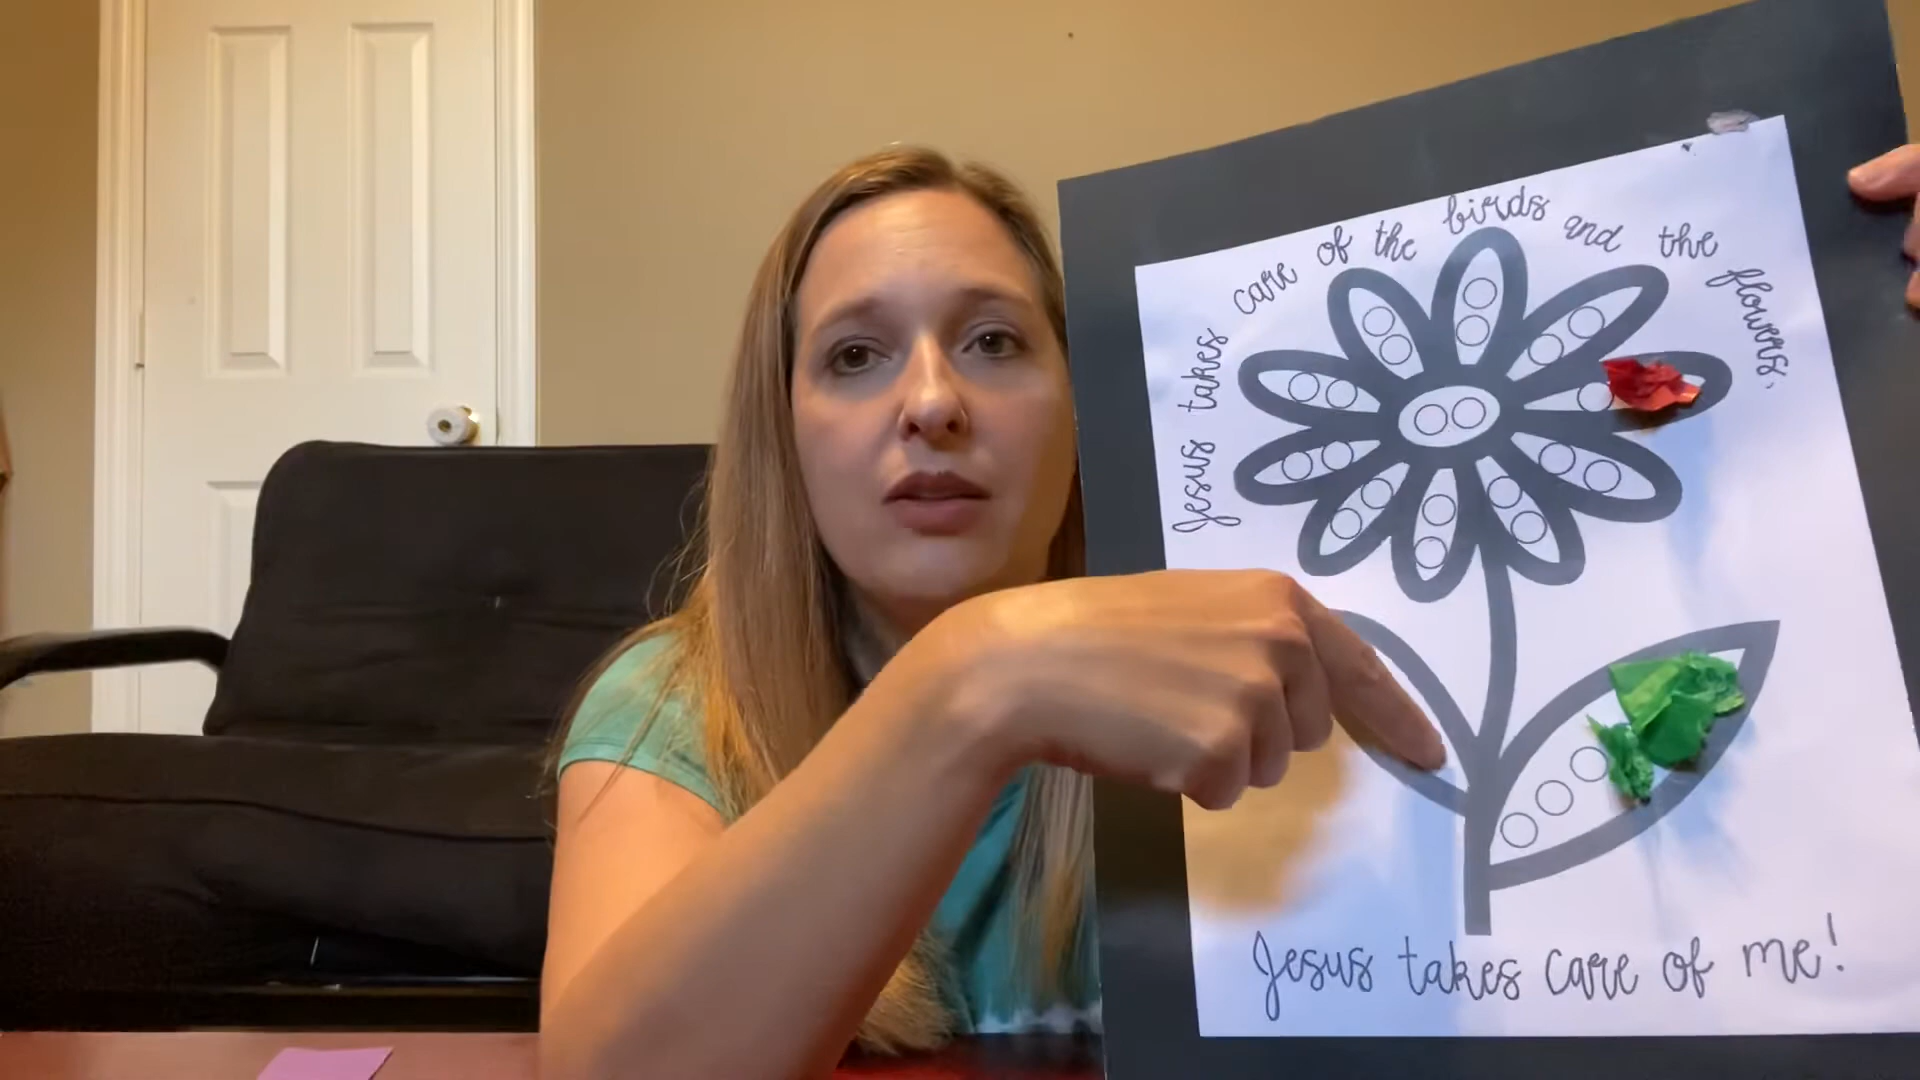 Jesus takes care of the birds and the flowers,
Jesus takes care of me!